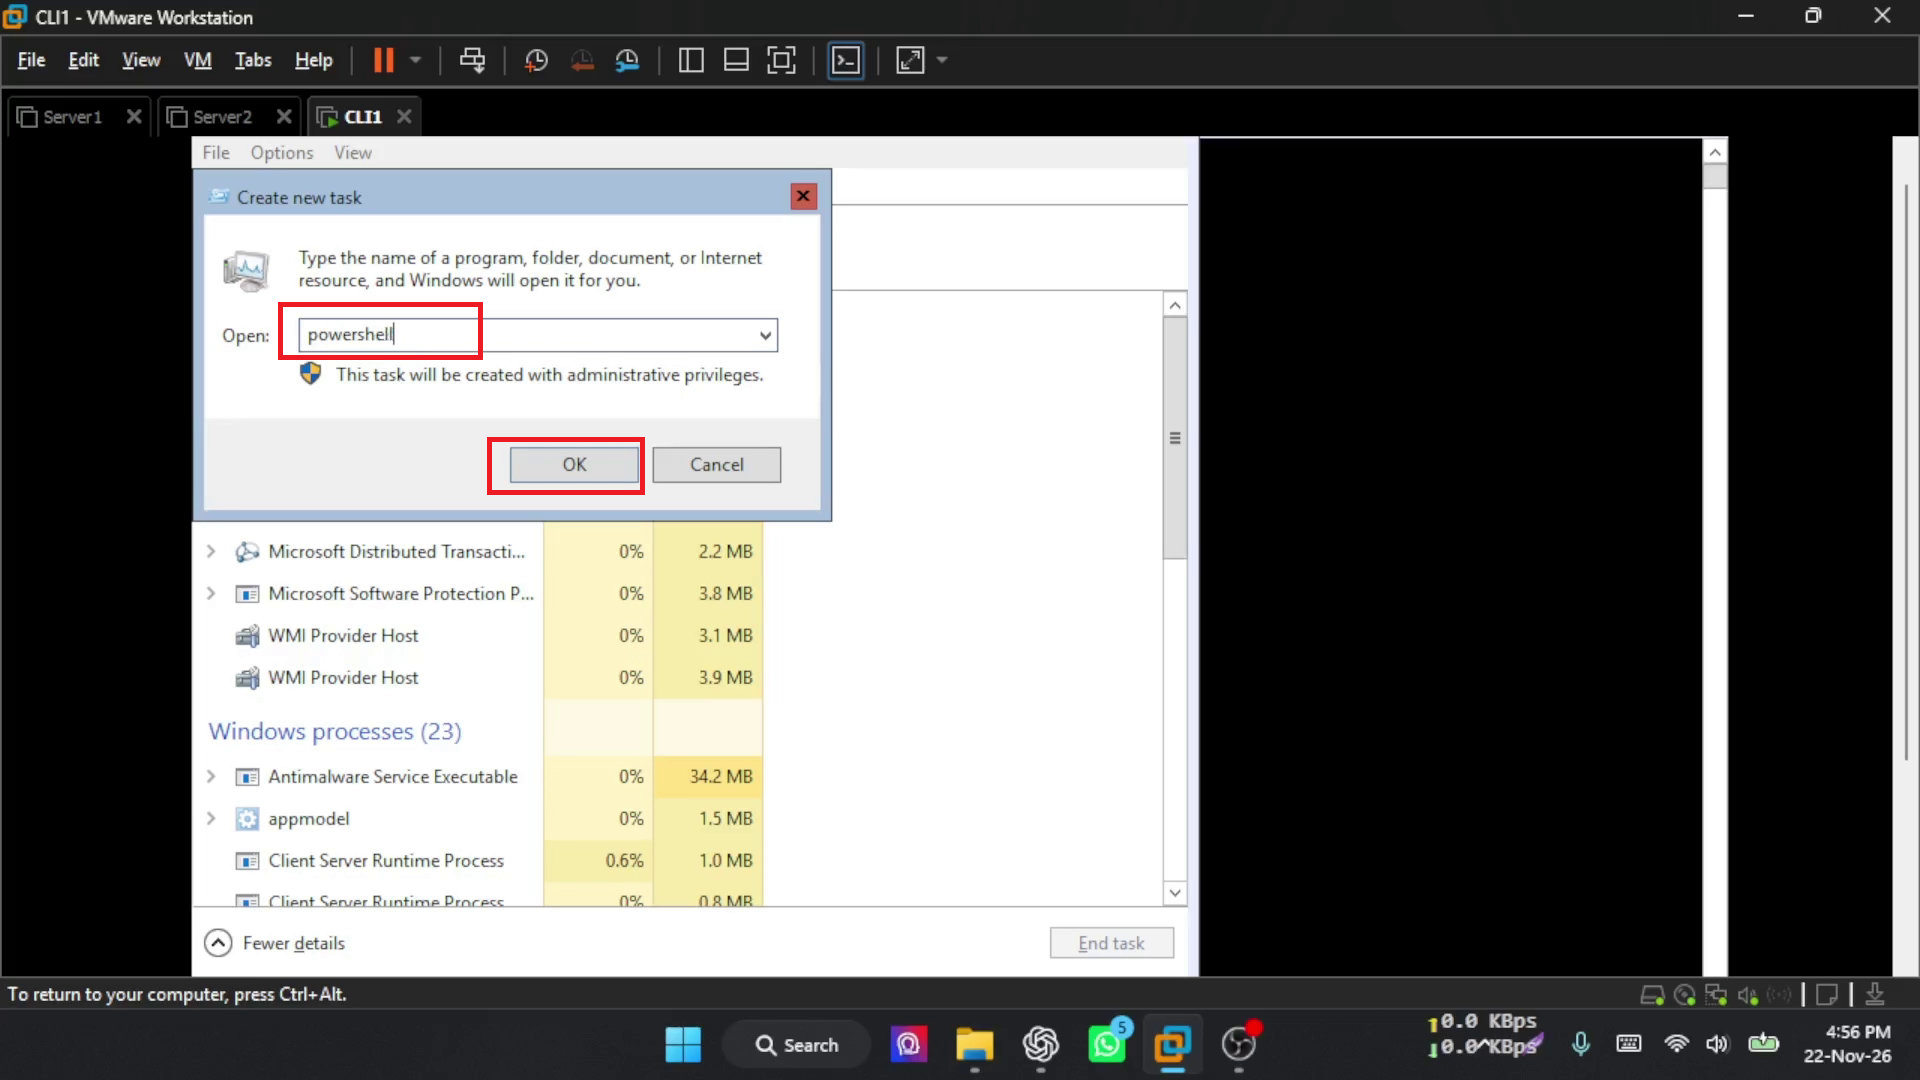 CLI1 - VMware Workstation
File Edit View VM Tabs Help
Server1 Server2 CLI1
File Options View
Create new task
Type the name of a program, folder, document, or Internet
resource, and Windows will open it for you.
Open: powershell
This task will be created with administrative privileges.
OK Cancel
Microsoft Distributed Transacti... 0% 2.2 MB
Microsoft Software Protection P... 0% 3.8 MB
WMI Provider Host 0% 3.1 MB
WMI Provider Host 0% 3.9 MB
Windows processes (23)
Antimalware Service Executable 0% 34.2 MB
appmodel 0% 1.5 MB
Client Server Runtime Process 0.6% 1.0 MB
Client Server Runtime Process 0% 0.8 MB
Fewer details End task
To return to your computer, press Ctrl+Alt.
Search 5 0.0 KBps 0.0 KBps 4:56 PM
22-Nov-26